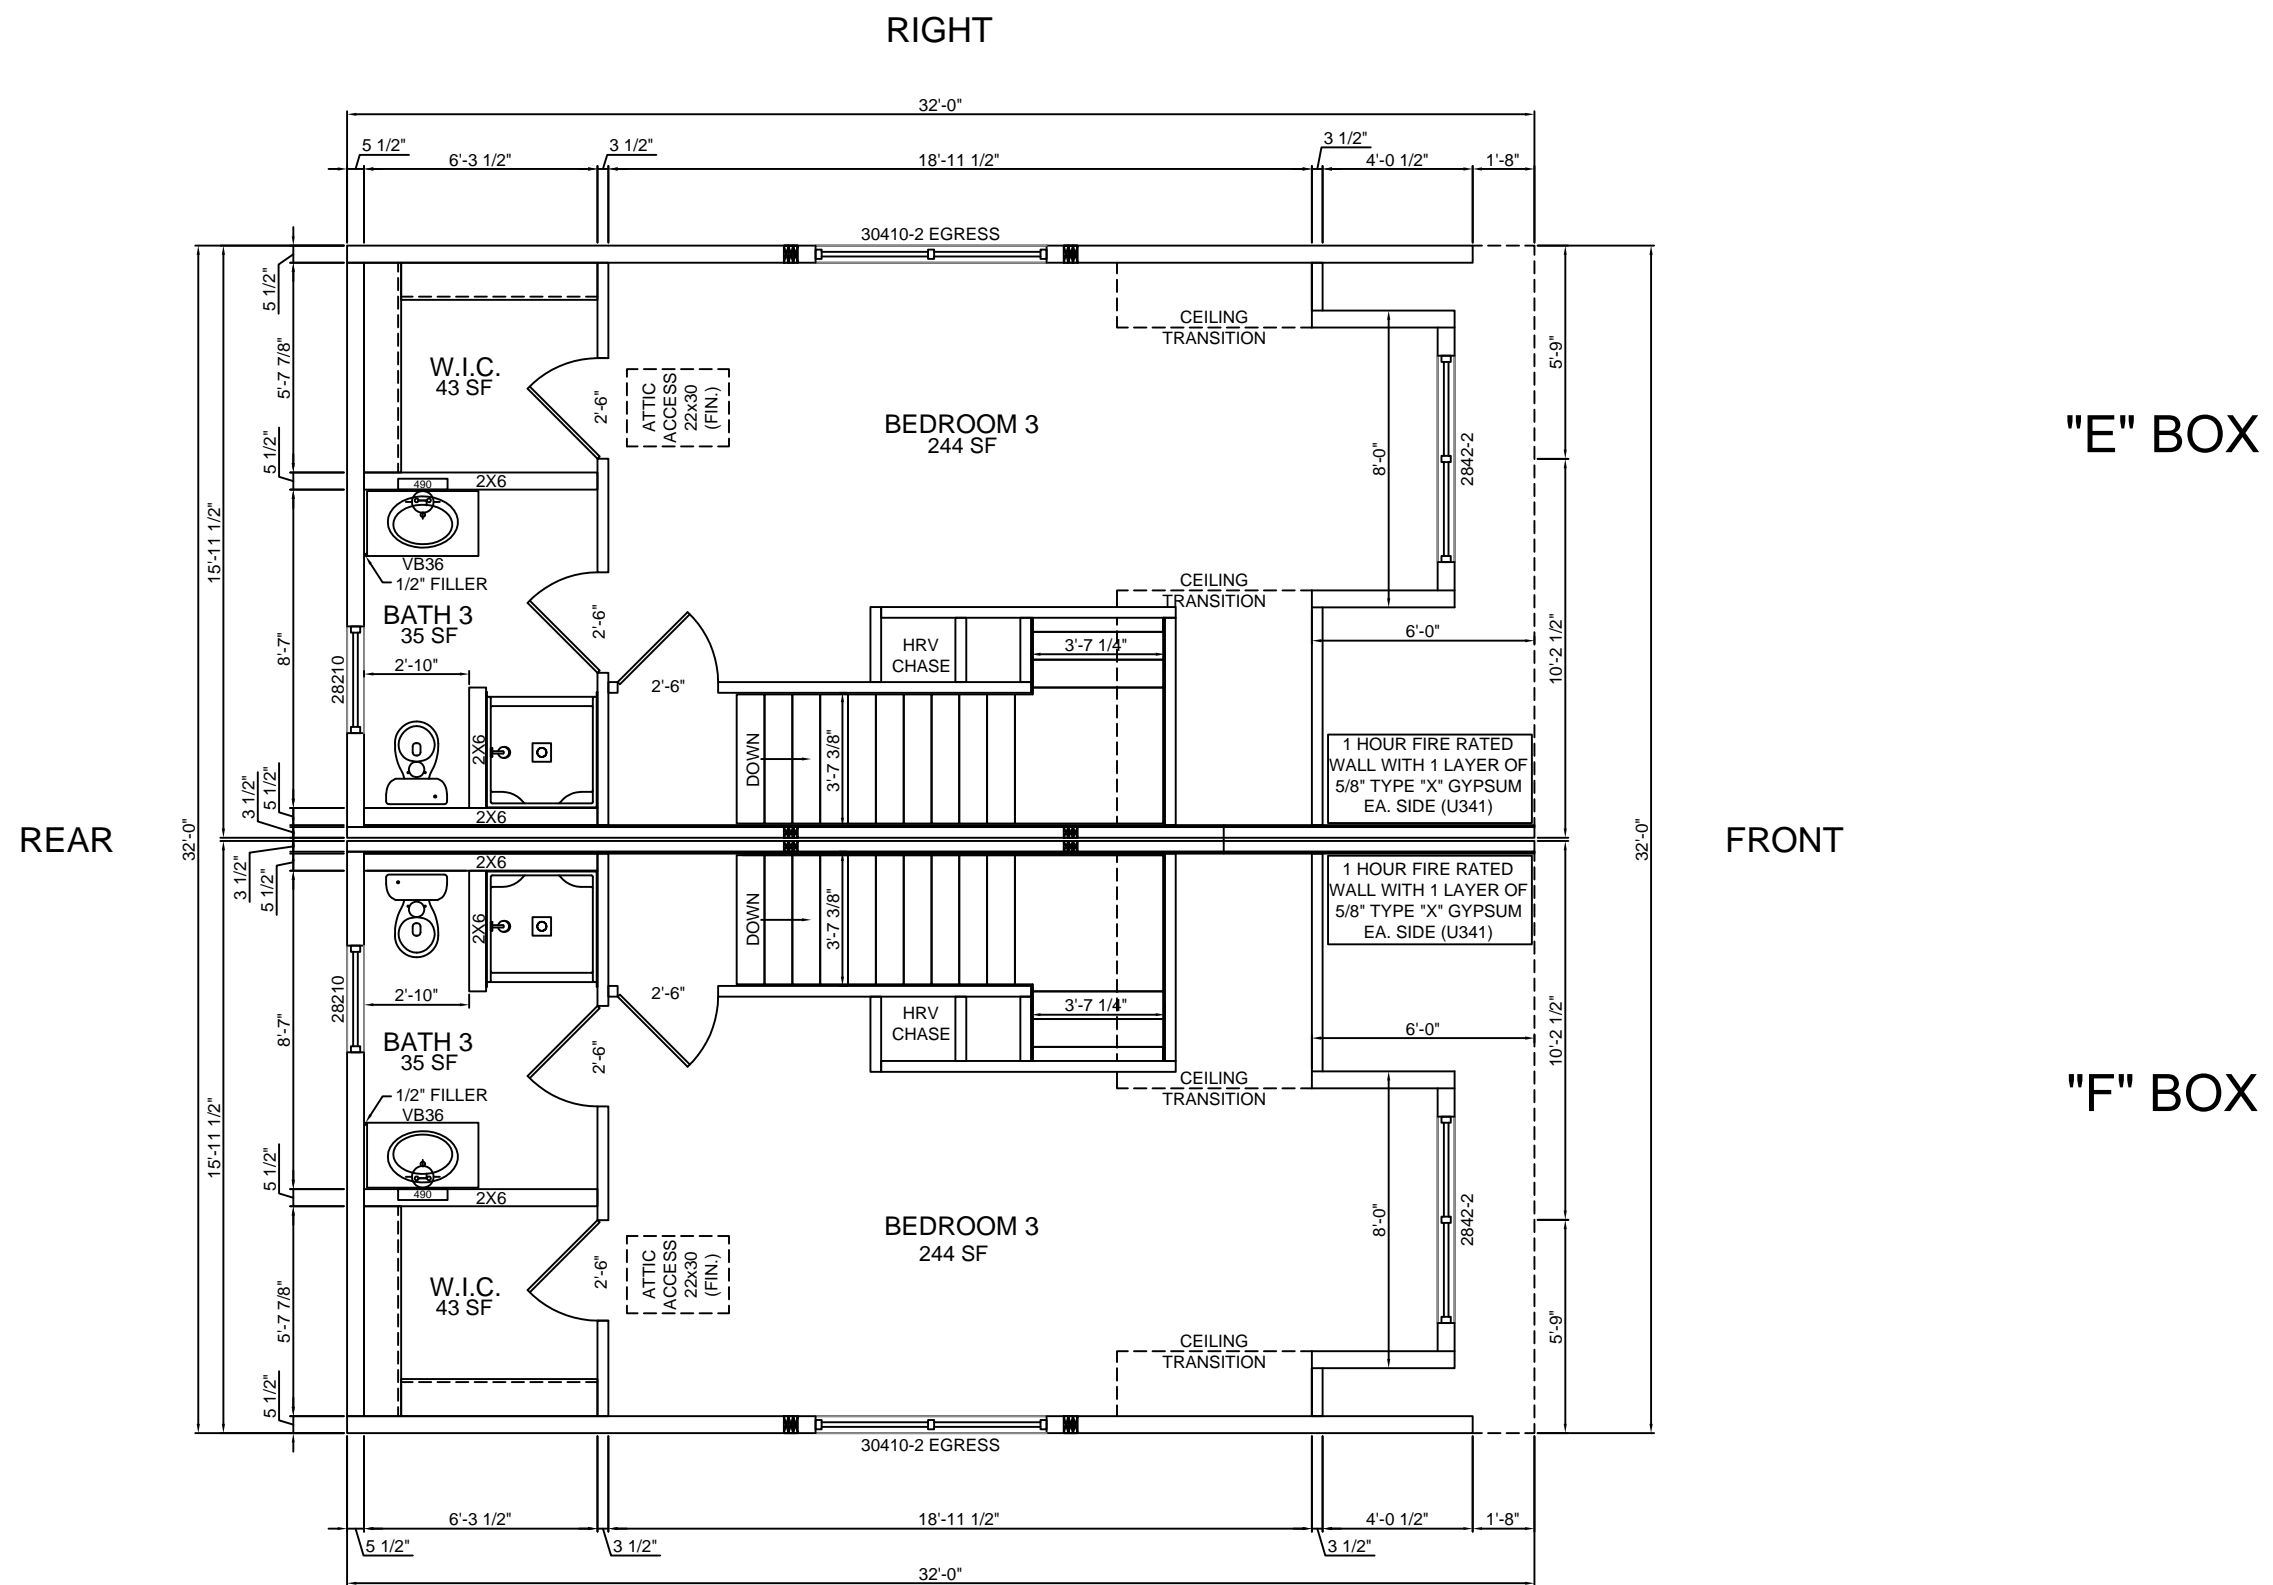 RIGHT
32'-0"
5 1/2"
3 1/2"
3 1/2"
6'-3 1/2"
18'-11 1/2"
4'-0 1/2"
1'-8"
30410-2 EGRESS
5 1/2"
CEILING
TRANSITION
5'-7 7/8"
W.I.C.
43 SF
2'-6"
ATTIC
ACCESS
22x30
(FIN.)
BEDROOM 3
244 SF
8'-0"
2842-2
5'-9"
"E" BOX
5 1/2"
490
2X6
15'-11 1/2"
VB36
1/2" FILLER
CEILING
TRANSITION
BATH 3
35 SF
2'-6"
HRV
CHASE
3'-7 1/4"
6'-0"
10'-2 1/2"
8'-7"
28210
2'-10"
2'-6"
2X6
DOWN
3'-7 3/8"
1 HOUR FIRE RATED
WALL WITH 1 LAYER OF
5/8" TYPE "X" GYPSUM
EA. SIDE (U341)
3 1/2"
5 1/2"
2X6
REAR
32'-0"
32'-0"
FRONT
3 1/2"
5 1/2"
2X6
2X6
DOWN
3'-7 3/8"
1 HOUR FIRE RATED
WALL WITH 1 LAYER OF
5/8" TYPE "X" GYPSUM
EA. SIDE (U341)
28210
2'-10"
2'-6"
HRV
CHASE
3'-7 1/4"
6'-0"
10'-2 1/2"
8'-7"
BATH 3
35 SF
2'-6"
CEILING
TRANSITION
"F" BOX
1/2" FILLER
VB36
15'-11 1/2"
5 1/2"
490
2X6
BEDROOM 3
244 SF
8'-0"
2842-2
W.I.C.
43 SF
2'-6"
ATTIC
ACCESS
22x30
(FIN.)
5'-7 7/8"
CEILING
TRANSITION
5'-9"
5 1/2"
30410-2 EGRESS
6'-3 1/2"
18'-11 1/2"
4'-0 1/2"
1'-8"
5 1/2"
3 1/2"
3 1/2"
32'-0"